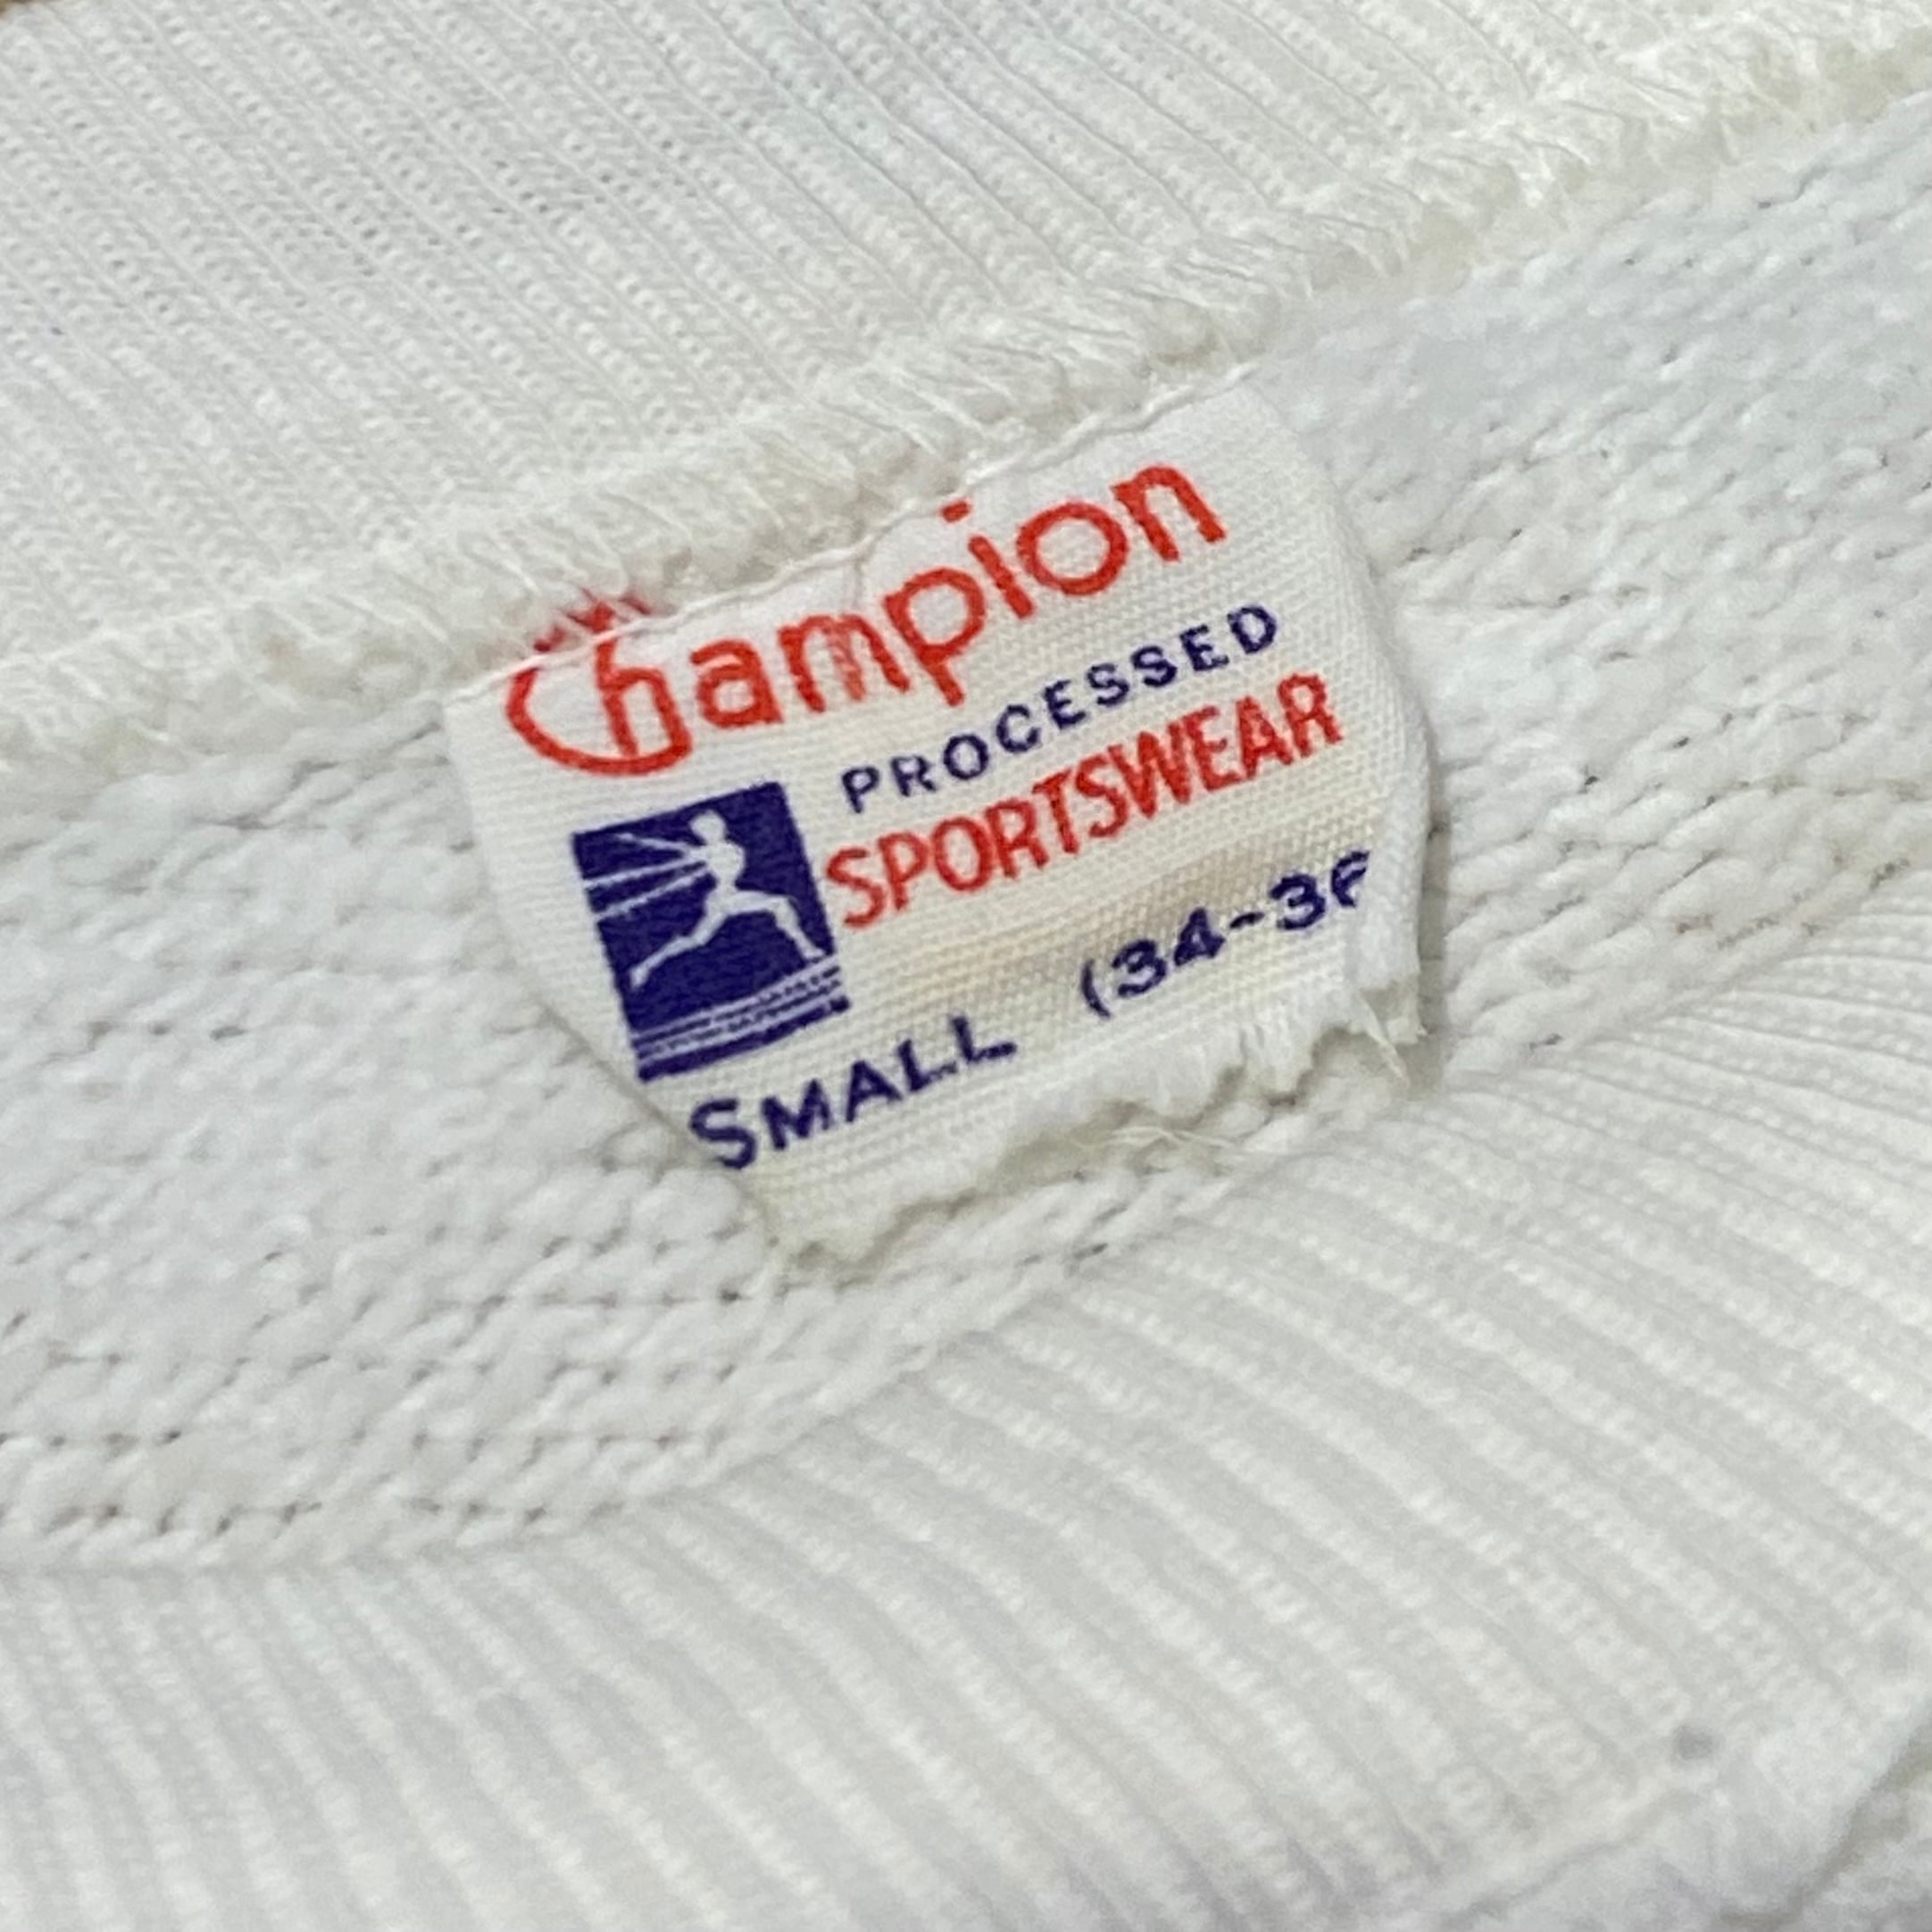 Champion
PROCESSED
SPORTSWEAR
SMALL (34-36